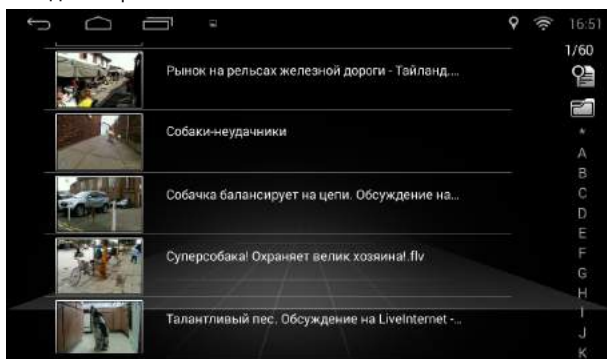 16:51
1/60
Рынок на рельсах железной дороги - Тайланд....
Собаки-неудачники
Собачка балансирует на цепи. Обсуждение на...
Суперсобака! Охраняет велик хозяина!.flv
Талантливый пес. Обсуждение на LiveInternet -...
*
A
B
C
D
E
F
G
H
I
J
K